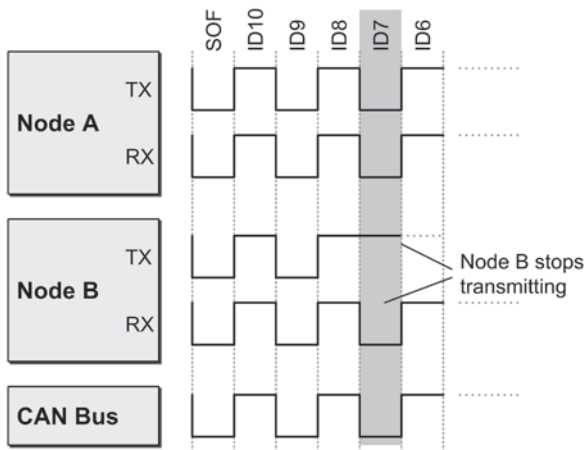 SOF
ID10
ID9
ID8
ID7
ID6
TX
Node A
RX
TX
Node B
RX
Node B stops
transmitting
CAN Bus